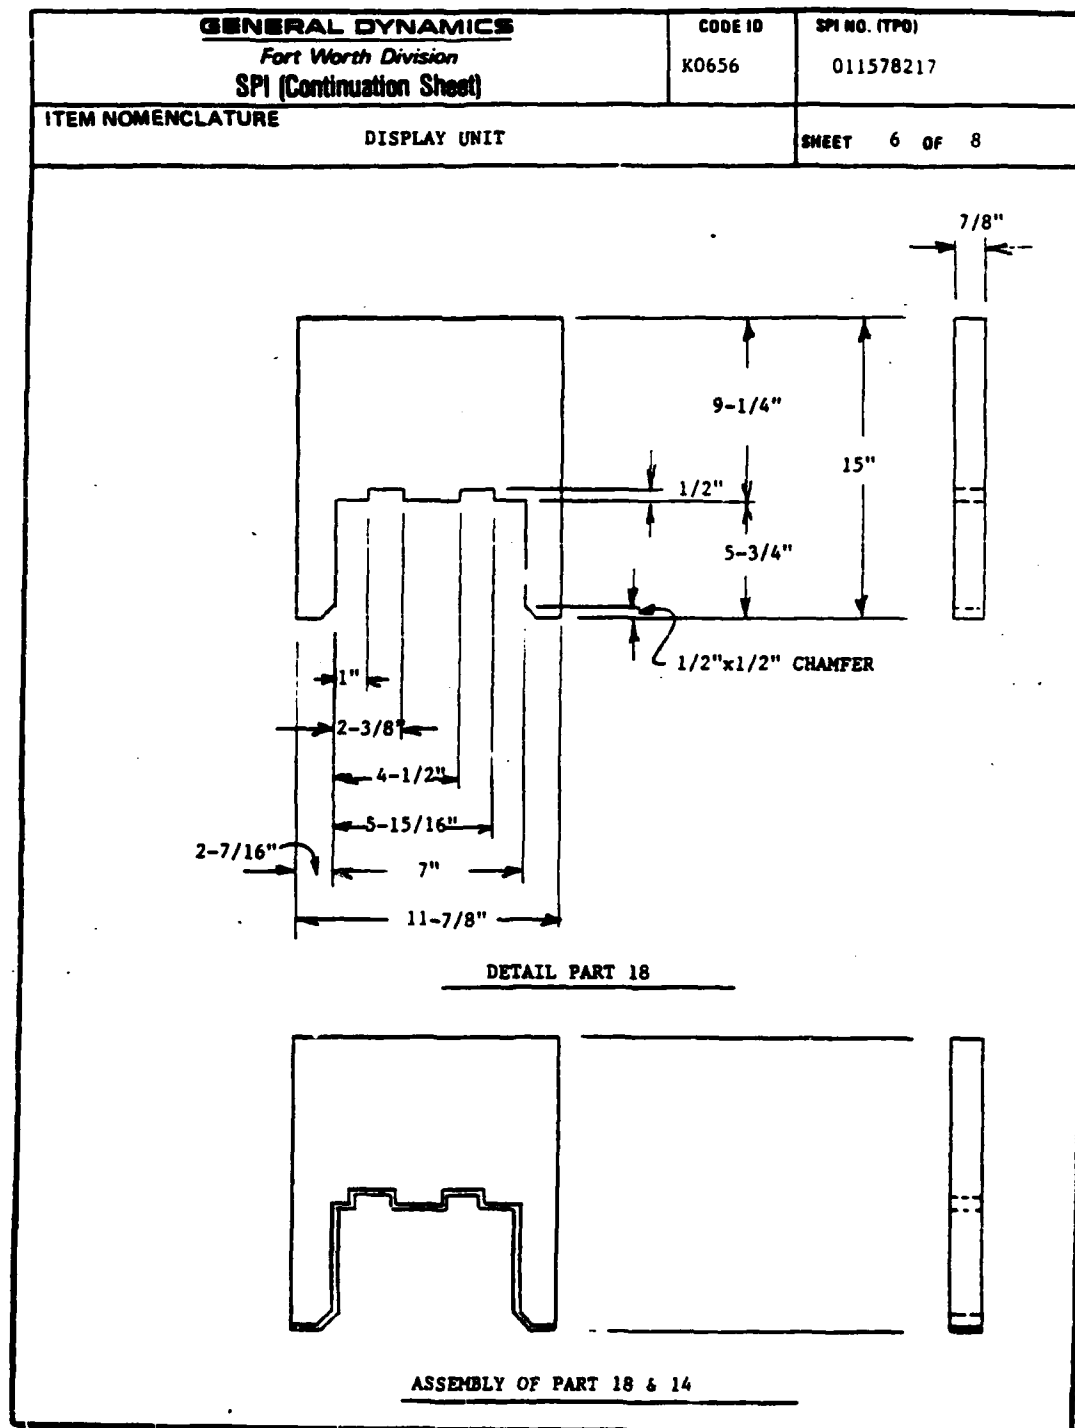 GENERAL DYNAMICS
Fort Worth Division
SPI (Continuation Sheet)
CODE ID
K0656
SPI NO. (TPO)
011578217
ITEM NOMENCLATURE
DISPLAY UNIT
SHEET 6 OF 8
7/8"
9-1/4"
15"
1/2"
5-3/4"
1/2"x1/2" CHAMFER
1"
2-3/8"
4-1/2"
5-15/16"
2-7/16"
7"
11-7/8"
DETAIL PART 18
ASSEMBLY OF PART 18 & 14